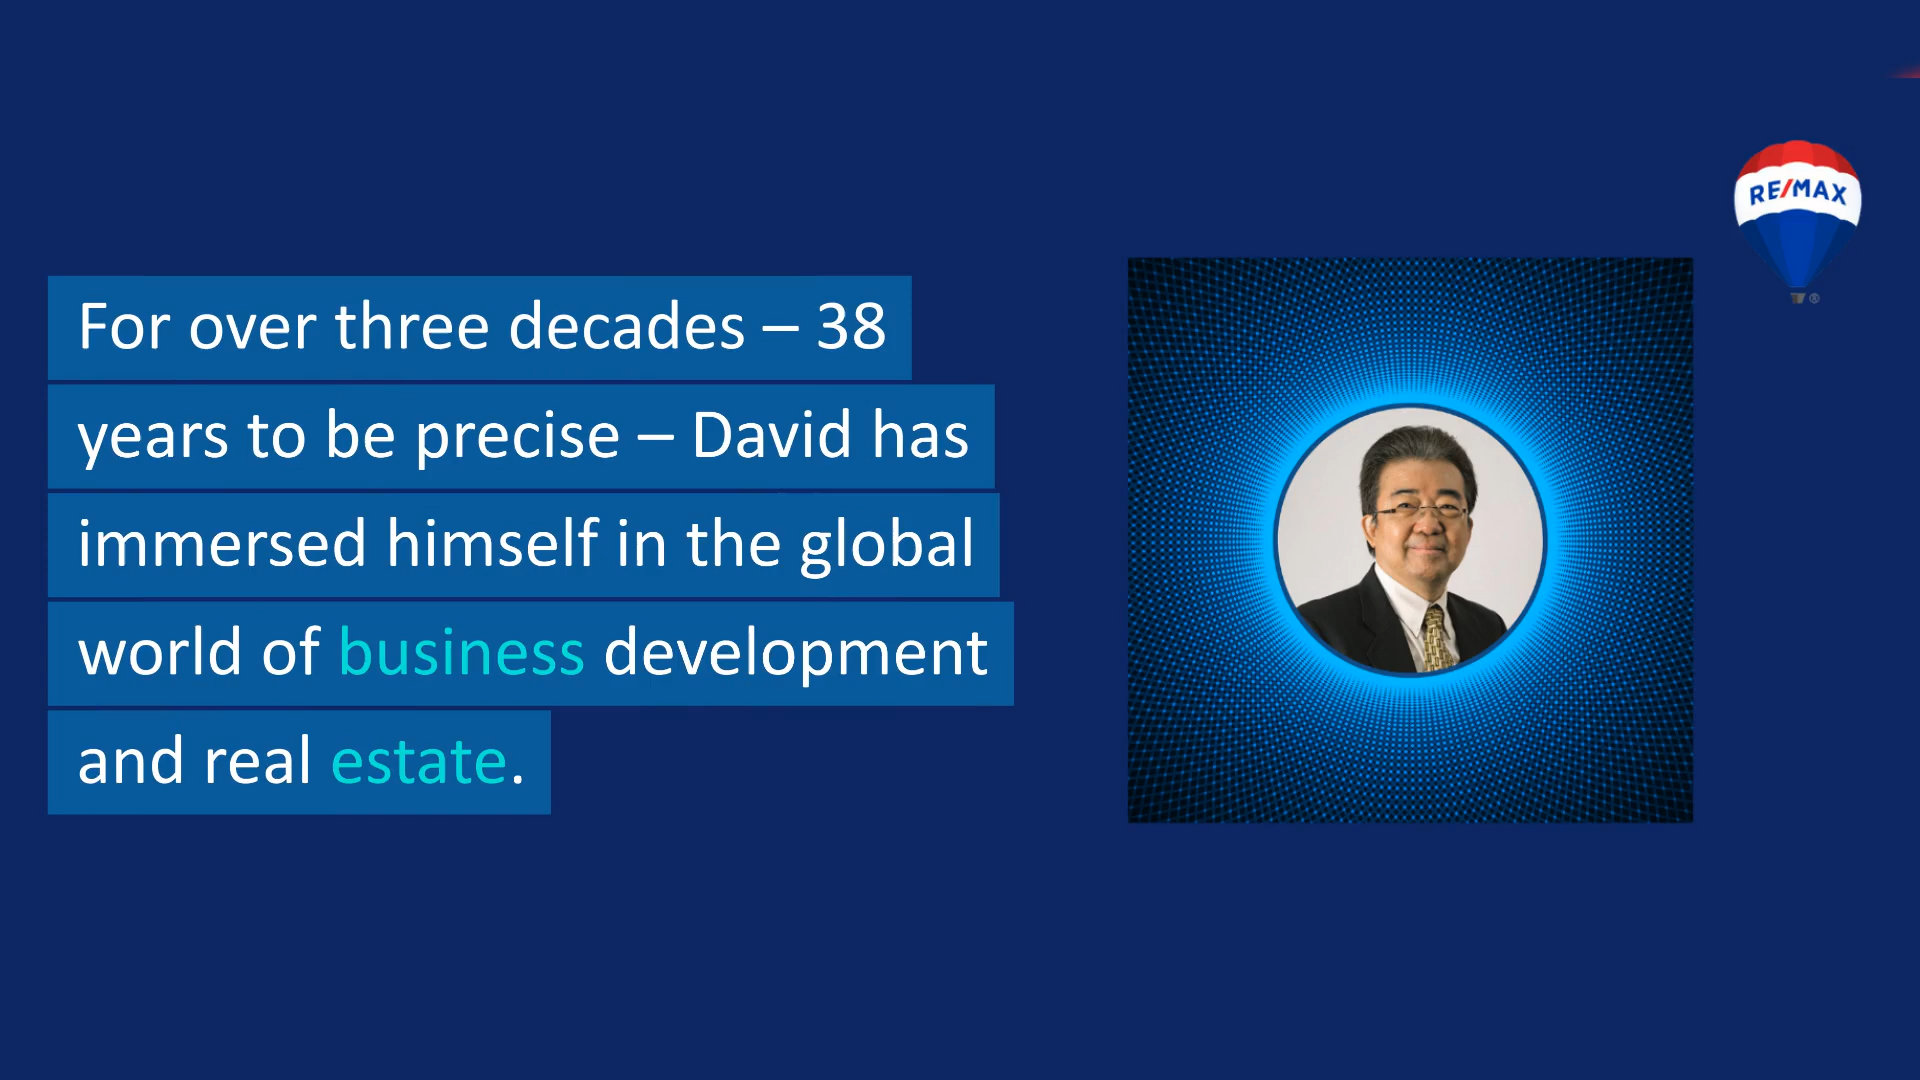 RE/MAX
®
For over three decades – 38
years to be precise – David has
immersed himself in the global
world of business development
and real estate.